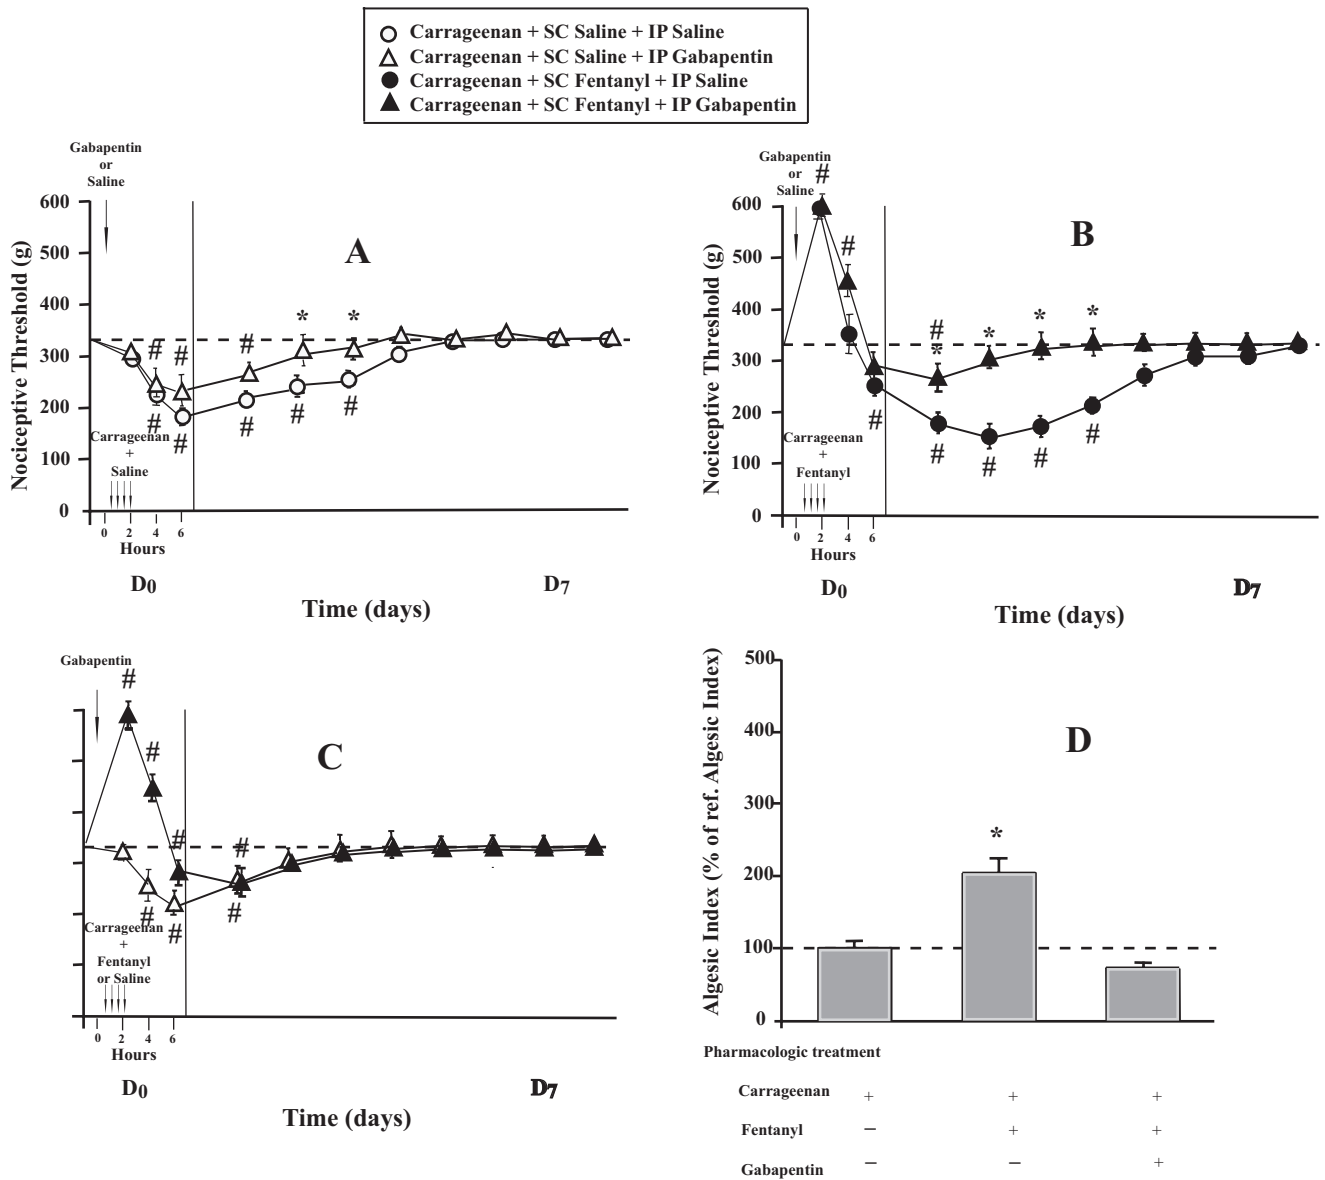 Carrageenan + SC Saline + IP Saline
Carrageenan + SC Saline + IP Gabapentin
Carrageenan + SC Fentanyl + IP Saline
Carrageenan + SC Fentanyl + IP Gabapentin
Gabapentin
or
Saline
Nociceptive Threshold (g)
600
500
400
300
200
100
0
A
# # # * *
# # # # #
Carrageenan
+
Saline
0 2 4 6
Hours
D0 D7
Time (days)
Gabapentin
or
Saline
Nociceptive Threshold (g)
600
500
400
300
200
100
0
B
# # # * * * *
# # # # #
Carrageenan
+
Fentanyl
0 2 4 6
Hours
D0 D7
Time (days)
Gabapentin
C
# # # #
# # #
Carrageenan
+
Fentanyl
or Saline
0 2 4 6
Hours
D0 D7
Time (days)
Algesic Index (% of ref. Algesic Index)
500
400
300
200
100
0
D
*
Pharmacologic treatment
Carrageenan + + +
Fentanyl − + +
Gabapentin − − +